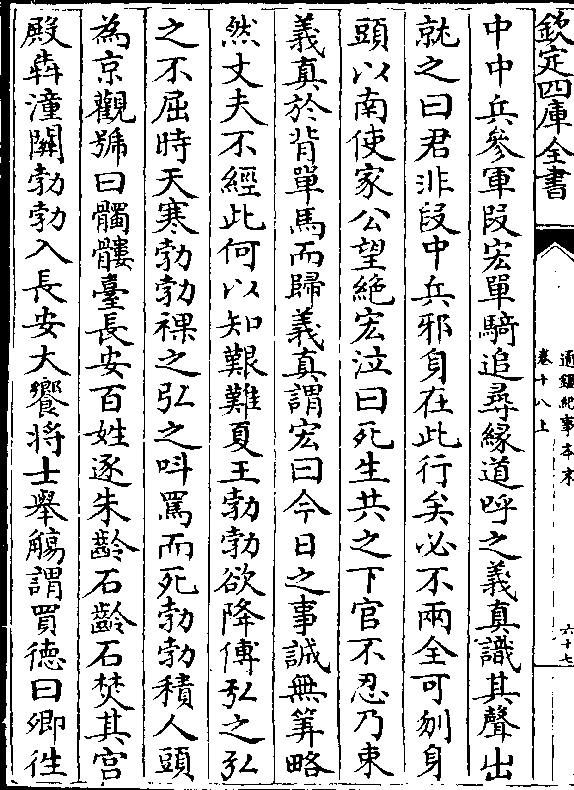 欽定四庫全書
通鑑紀事本末
卷十八上
六十七
中中兵參軍段宏單騎追尋緣道呼之義真識其聲出
就之曰君非段中兵邪身在此行矣必不兩全可刎身
頭以南使家公望絕宏泣曰死生共之下官不忍乃束
義真於背單馬而歸義真謂宏曰今日之事誠無筭略
然丈夫不經此何以知艱難夏王勃勃欲降傅弘之弘
之不屈時天寒勃勃裸之弘之呌罵而死勃勃積人頭
為京觀號曰髑髏臺長安百姓逐朱齡石齡石焚其宫
殿犇潼關勃勃入長安大饗將士舉觴謂買德曰卿往